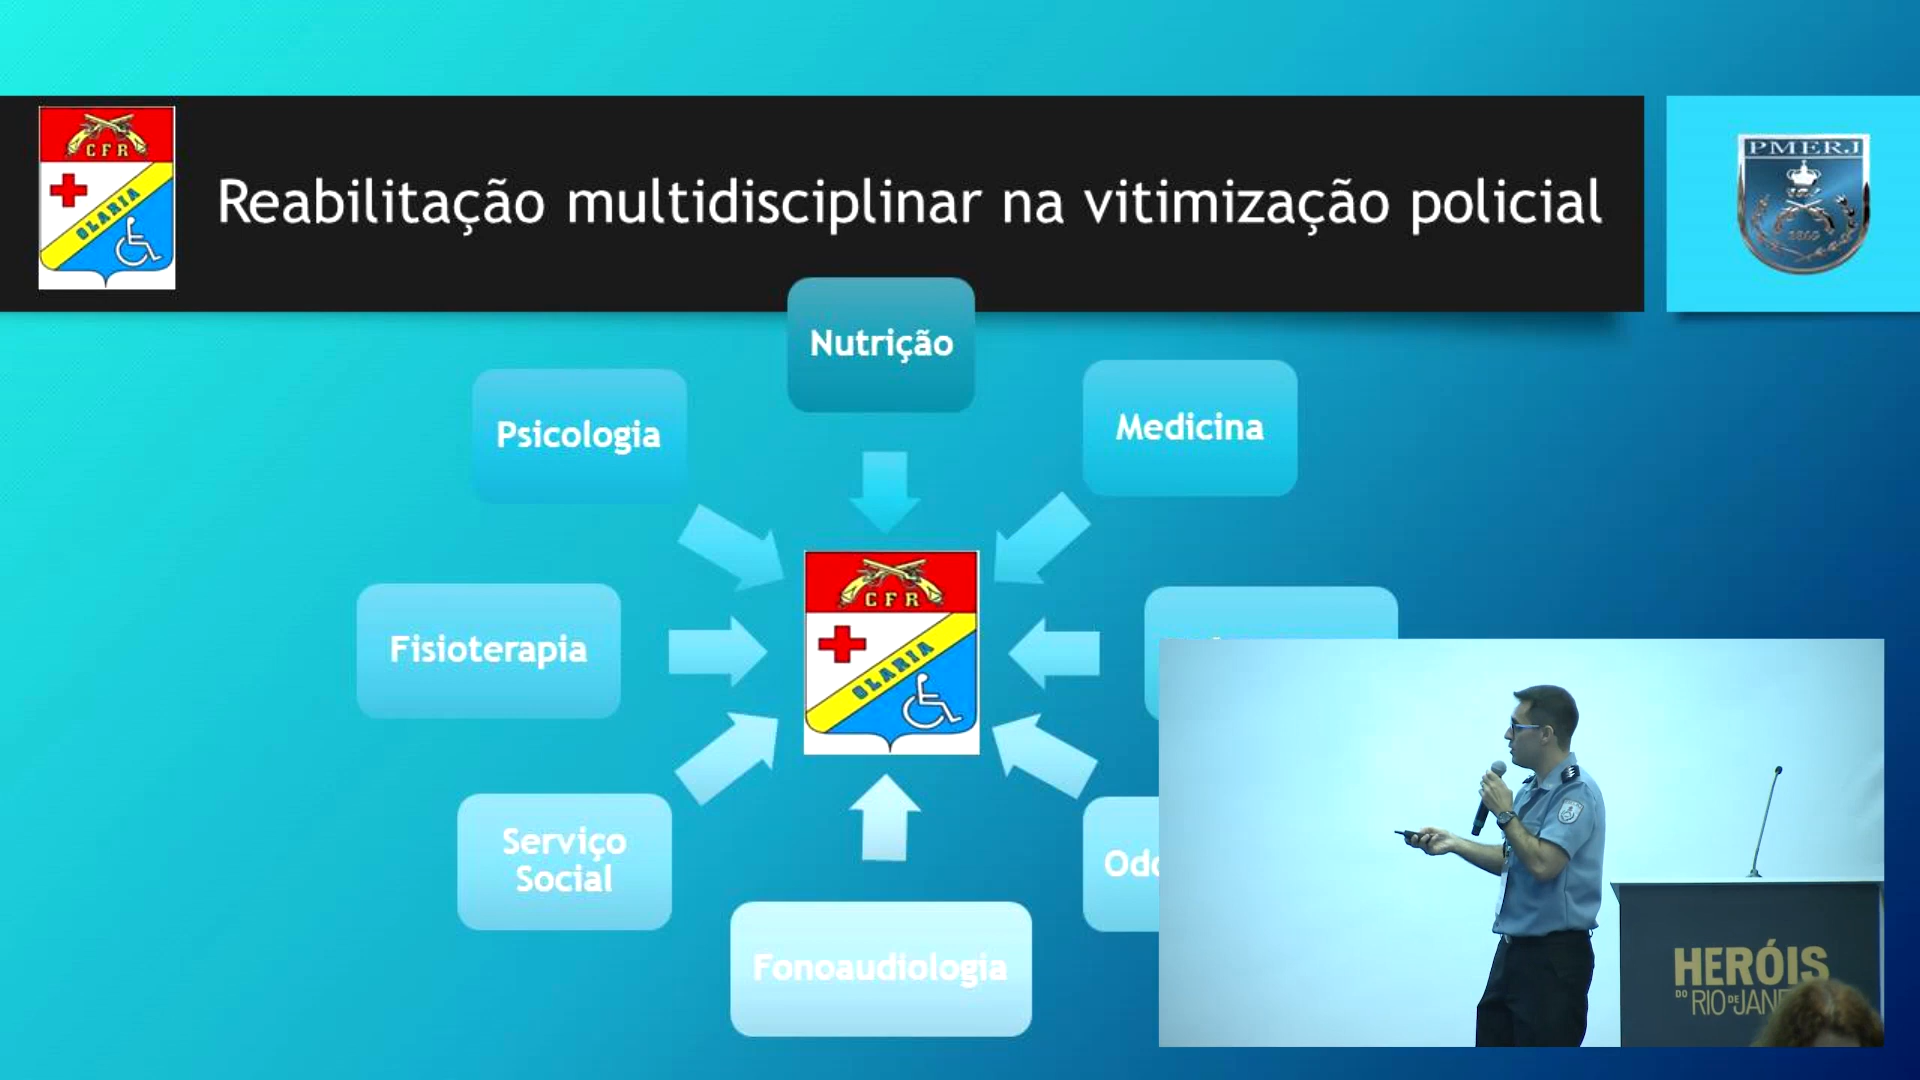 CFR
OLARIA
Reabilitação multidisciplinar na vitimização policial
PMERJ
Nutrição
Psicologia
Medicina
Fisioterapia
CFR
OLARIA
Serviço
Social
Fonoaudiologia
HERÓIS
DO RIO DE